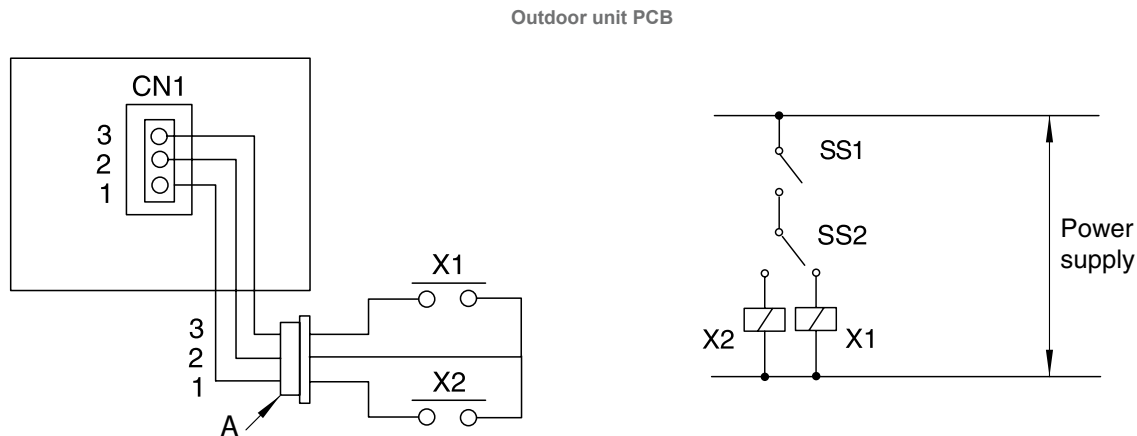 Outdoor unit PCB
CN1
3
2
1
3
2
1
A
X1
X2
SS1
SS2
X2
X1
Power
supply